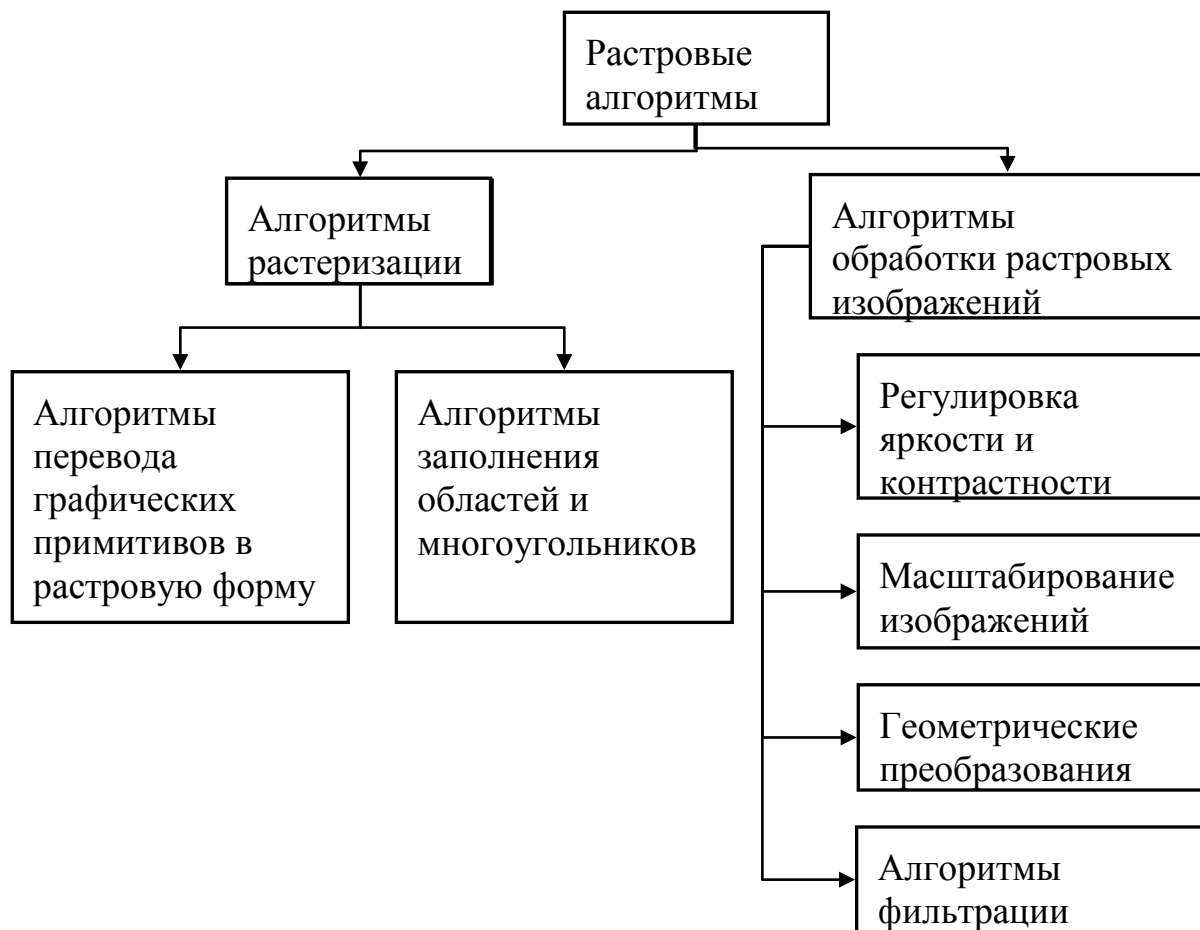 Растровые
алгоритмы
Алгоритмы
растеризации
Алгоритмы
обработки растровых
изображений
Алгоритмы
перевода
графических
примитивов в
растровую форму
Алгоритмы
заполнения
областей и
многоугольников
Регулировка
яркости и
контрастности
Масштабирование
изображений
Геометрические
преобразования
Алгоритмы
фильтрации